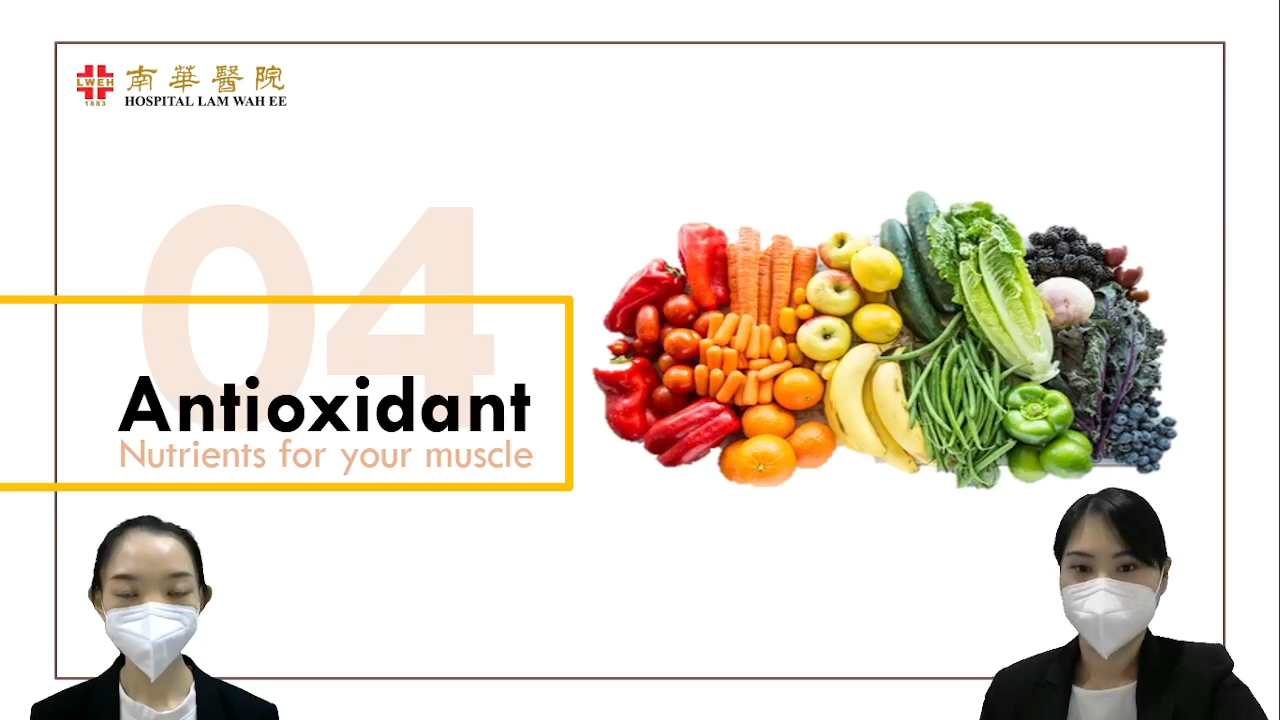 LWEH
1883
南華醫院
HOSPITAL LAM WAH EE
04
Antioxidant
Nutrients for your muscle